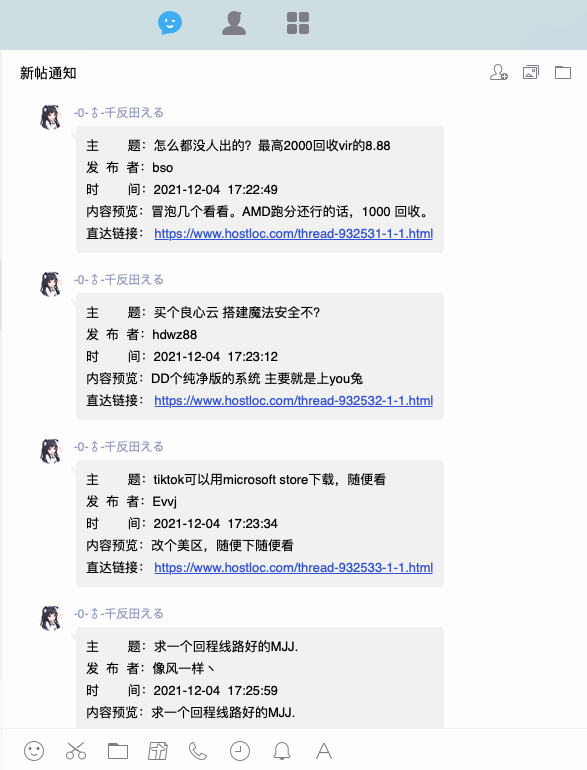 新帖通知
-0-⚨-千反田える
主 题：怎么都没人出的？最高2000回收vir的8.88
发 布 者：bso
时 间：2021-12-04 17:22:49
内容预览：冒泡几个看看。AMD跑分还行的话，1000 回收。
直达链接： https://www.hostloc.com/thread-932531-1-1.html
-0-⚨-千反田える
主 题：买个良心云 搭建魔法安全不?
发 布 者：hdwz88
时 间：2021-12-04 17:23:12
内容预览：DD个纯净版的系统 主要就是上you兔
直达链接： https://www.hostloc.com/thread-932532-1-1.html
-0-⚨-千反田える
主 题：tiktok可以用microsoft store下载，随便看
发 布 者：Evvj
时 间：2021-12-04 17:23:34
内容预览：改个美区，随便下随便看
直达链接： https://www.hostloc.com/thread-932533-1-1.html
-0-⚨-千反田える
主 题：求一个回程线路好的MJJ.
发 布 者：像风一样丶
时 间：2021-12-04 17:25:59
内容预览：求一个回程线路好的MJJ.